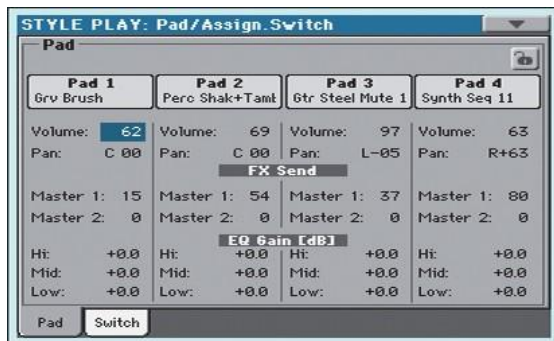 STYLE PLAY: Pad/Assign.Switch
Pad
Pad 1 Pad 2 Pad 3 Pad 4
Grv Brush Perc Shak+Tamb Gtr Steel Mute 1 Synth Seq 11
Volume: 62 Volume: 69 Volume: 97 Volume: 63
Pan: C 00 Pan: C 00 Pan: L-05 Pan: R+63
FX Send
Master 1: 15 Master 1: 54 Master 1: 37 Master 1: 80
Master 2: 0 Master 2: 0 Master 2: 0 Master 2: 0
EQ Gain [dB]
Hi: +0.0 Hi: +0.0 Hi: +0.0 Hi: +0.0
Mid: +0.0 Mid: +0.0 Mid: +0.0 Mid: +0.0
Low: +0.0 Low: +0.0 Low: +0.0 Low: +0.0
Pad Switch